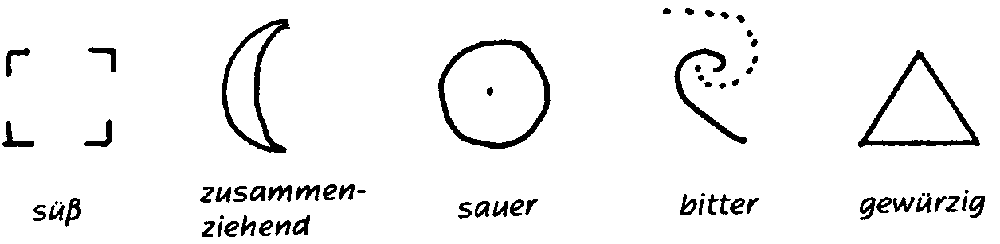 süß
zusammen-
ziehend
sauer
bitter
gewürzig